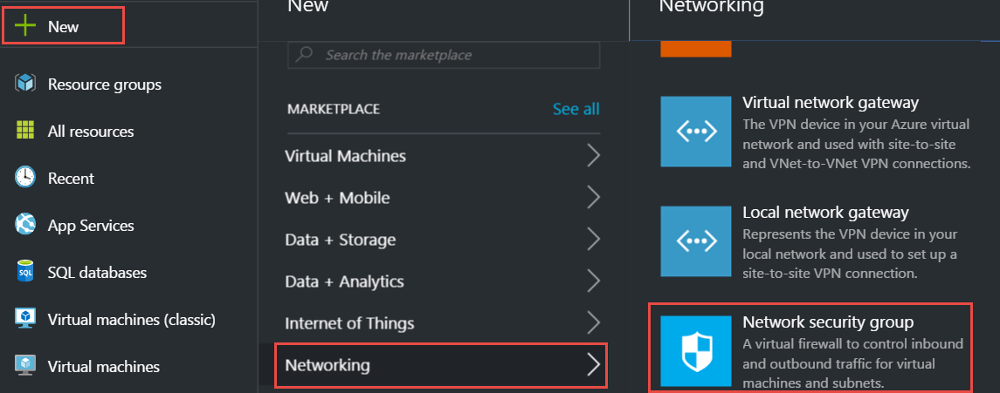 New
Resource groups
All resources
Recent
App Services
SQL
SQL databases
Virtual machines (classic)
Virtual machines
New
Search the marketplace
MARKETPLACE
See all
Virtual Machines
Web + Mobile
Data + Storage
Data + Analytics
Internet of Things
Networking
Networking
Virtual network gateway
The VPN device in your Azure virtual
network and used with site-to-site
and VNet-to-VNet VPN connections.
Local network gateway
Represents the VPN device in your
local network and used to set up a
site-to-site VPN connection.
Network security group
A virtual firewall to control inbound
and outbound traffic for virtual
machines and subnets.